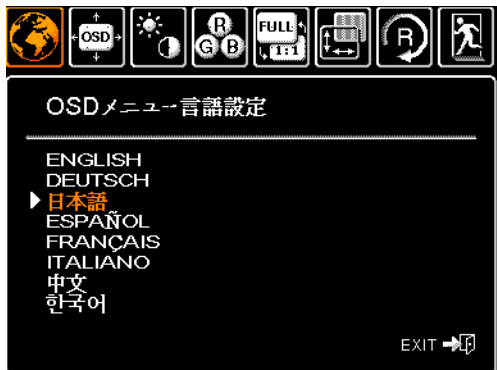 OSD
R
G B
FULL
1:1
R
OSDメニュー言語設定
ENGLISH
DEUTSCH
日本語
ESPAÑOL
FRANÇAIS
ITALIANO
中文
한국어
EXIT